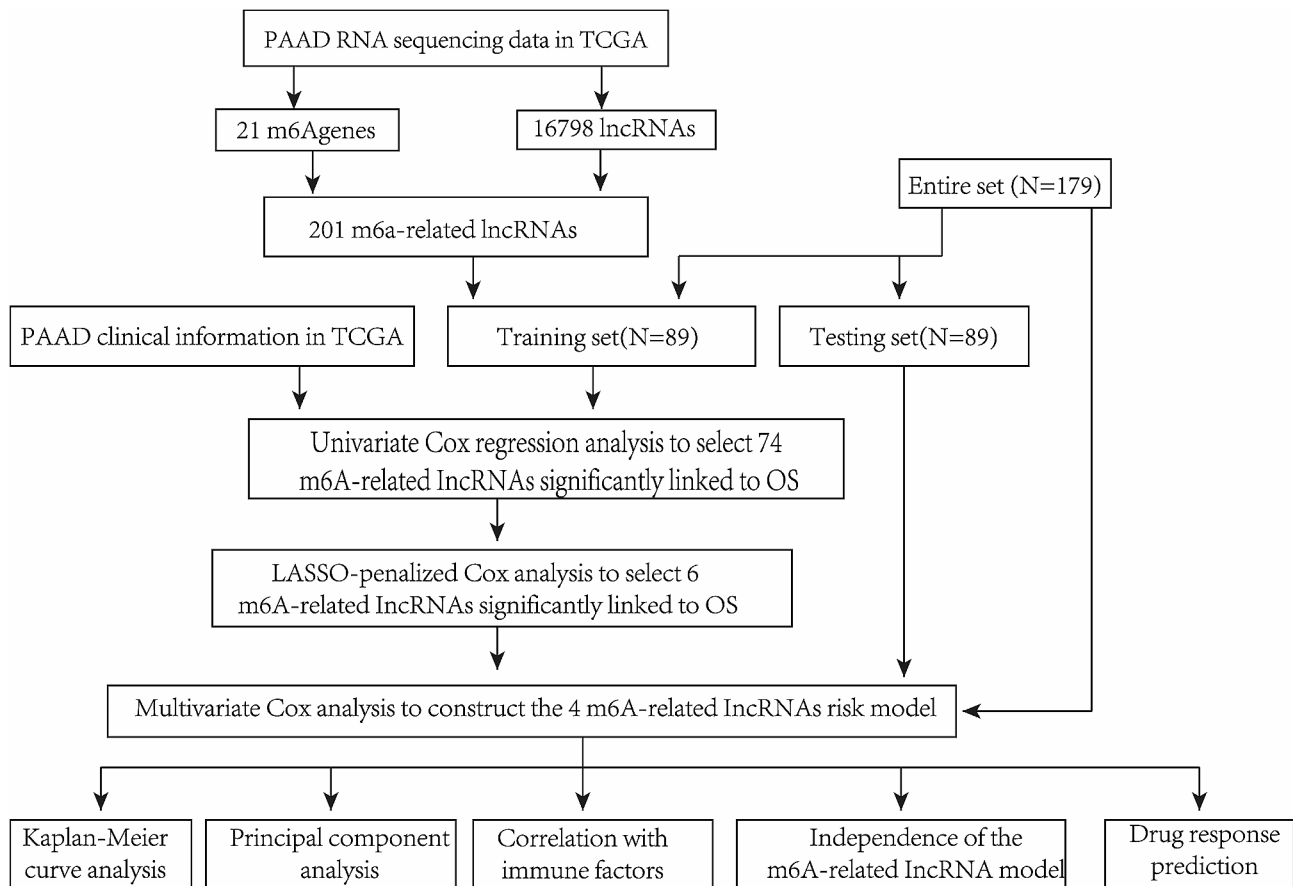 PAAD RNA sequencing data in TCGA
21 m6Agenes
16798 lncRNAs
Entire set (N=179)
201 m6a-related lncRNAs
PAAD clinical information in TCGA
Training set(N=89)
Testing set(N=89)
Univariate Cox regression analysis to select 74
m6A-related IncRNAs significantly linked to OS
LASSO-penalized Cox analysis to select 6
m6A-related IncRNAs significantly linked to OS
Multivariate Cox analysis to construct the 4 m6A-related IncRNAs risk model
Kaplan-Meier
curve analysis
Principal component
analysis
Correlation with
immune factors
Independence of the
m6A-related IncRNA model
Drug response
prediction